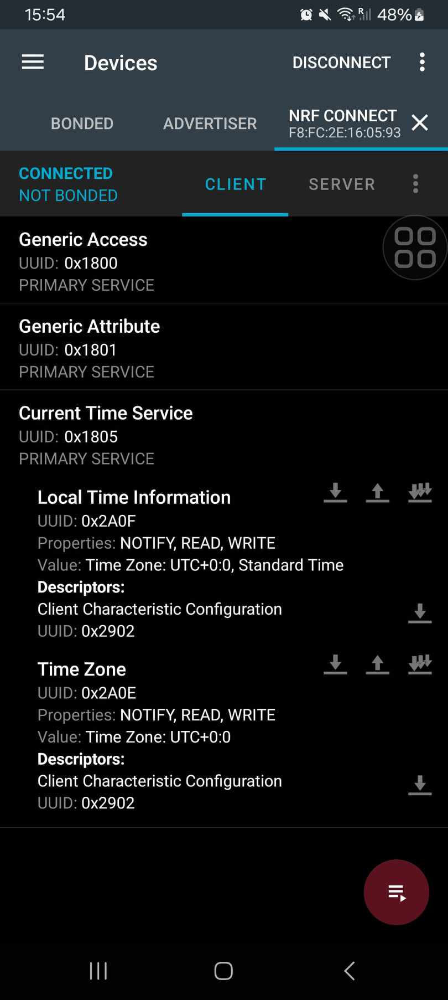 15:54
R
48%
Devices
DISCONNECT
BONDED
ADVERTISER
NRF CONNECT
F8:FC:2E:16:05:93
CONNECTED
NOT BONDED
CLIENT
SERVER
Generic Access
UUID: 0x1800
PRIMARY SERVICE
Generic Attribute
UUID: 0x1801
PRIMARY SERVICE
Current Time Service
UUID: 0x1805
PRIMARY SERVICE
Local Time Information
UUID: 0x2A0F
Properties: NOTIFY, READ, WRITE
Value: Time Zone: UTC+0:0, Standard Time
Descriptors:
Client Characteristic Configuration
UUID: 0x2902
Time Zone
UUID: 0x2A0E
Properties: NOTIFY, READ, WRITE
Value: Time Zone: UTC+0:0
Descriptors:
Client Characteristic Configuration
UUID: 0x2902